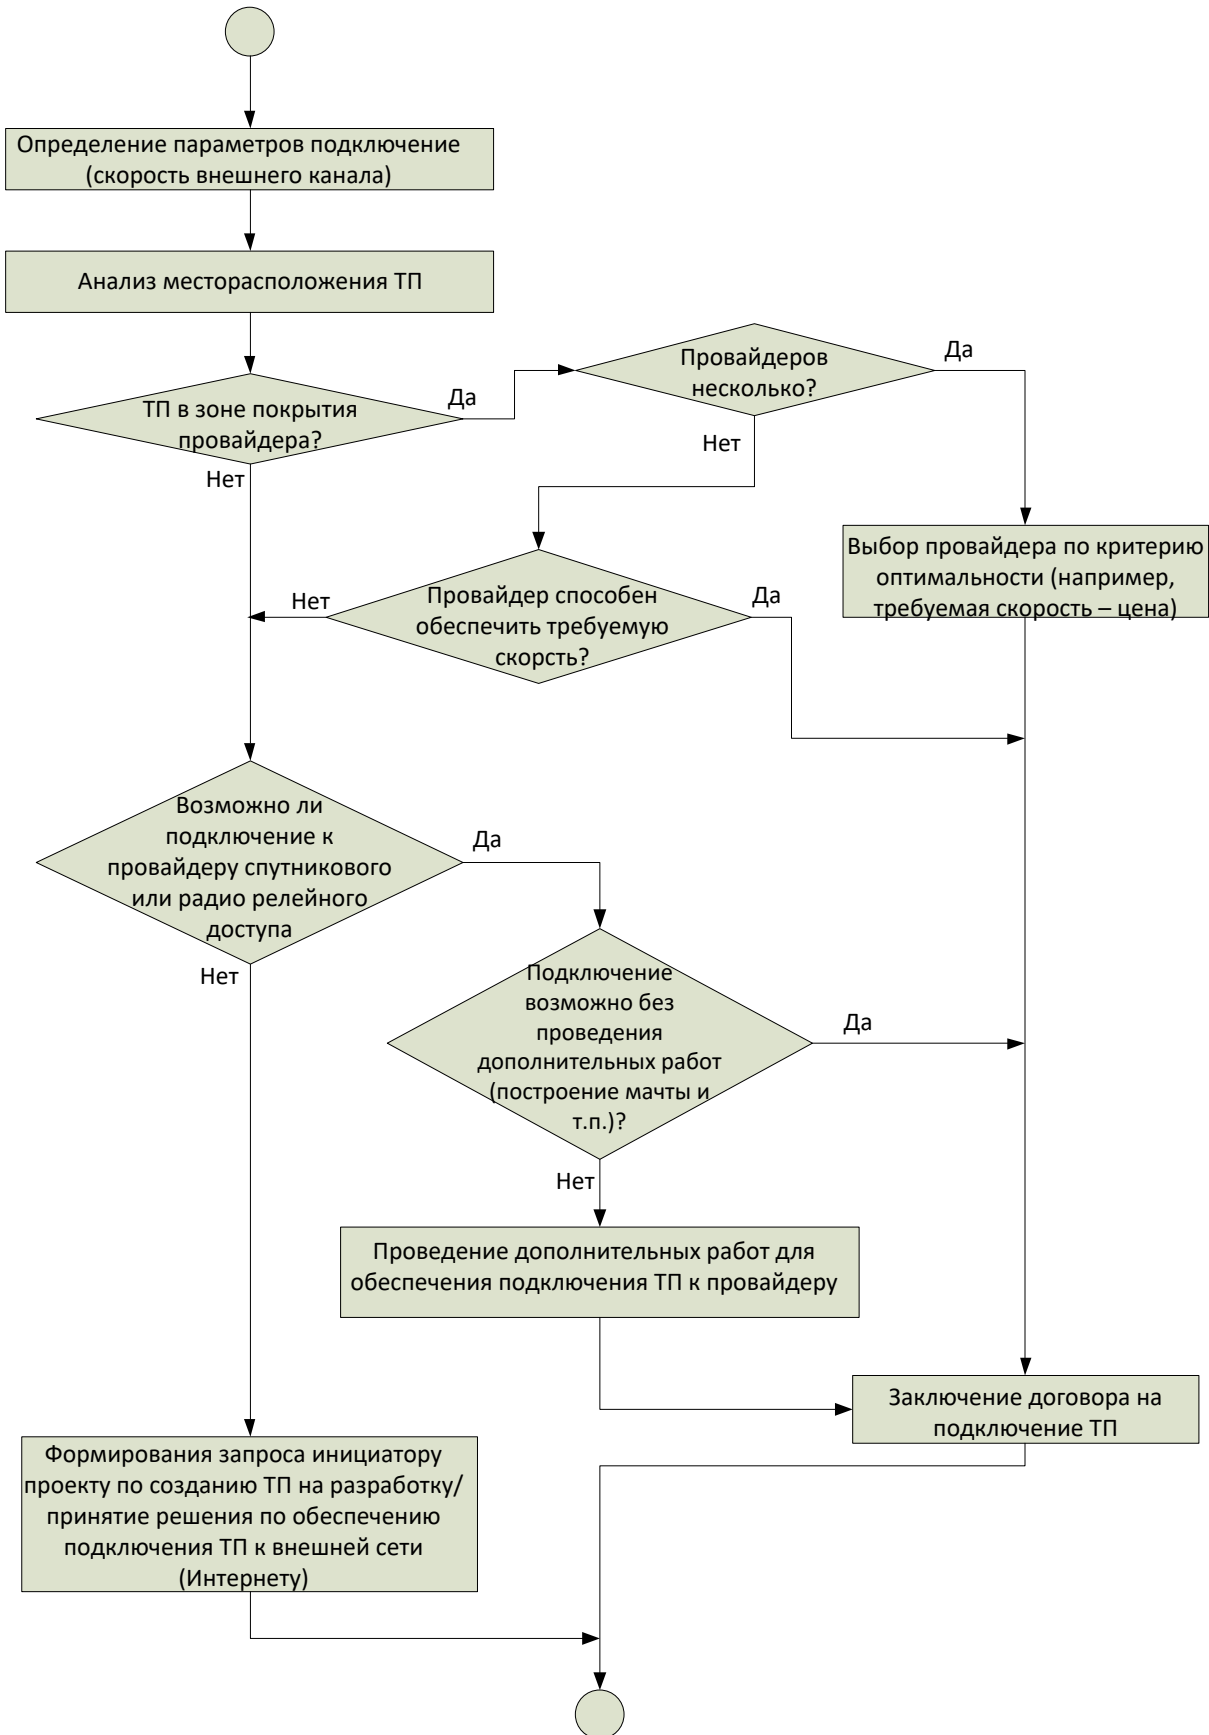 Определение параметров подключение
(скорость внешнего канала)
Анализ месторасположения ТП
ТП в зоне покрытия
провайдера?
Да
Нет
Провайдеров
несколько?
Да
Нет
Выбор провайдера по критерию
оптимальности (например,
требуемая скорость – цена)
Провайдер способен
обеспечить требуемую
скорсть?
Нет
Да
Возможно ли
подключение к
провайдеру спутникового
или радио релейного
доступа
Да
Нет
Подключение
возможно без
проведения
дополнительных работ
(построение мачты и
т.п.)?
Да
Нет
Проведение дополнительных работ для
обеспечения подключения ТП к провайдеру
Заключение договора на
подключение ТП
Формирования запроса инициатору
проекту по созданию ТП на разработку/
принятие решения по обеспечению
подключения ТП к внешней сети
(Интернету)